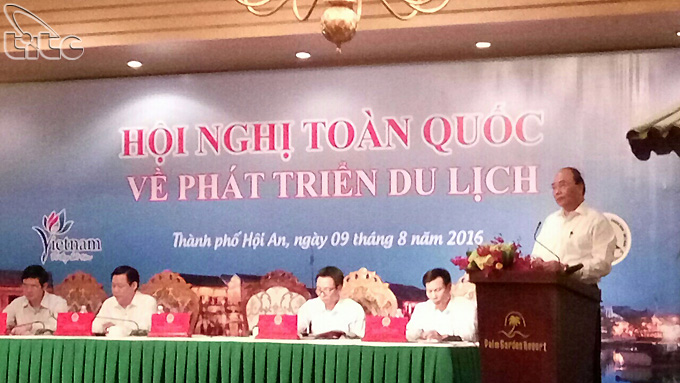 titc
HỘI NGHỊ TOÀN QUỐC
VỀ PHÁT TRIỂN DU LỊCH
Vietnam
Thành phố Hội An, ngày 09 tháng 8 năm 2016
Palm Garden Resort